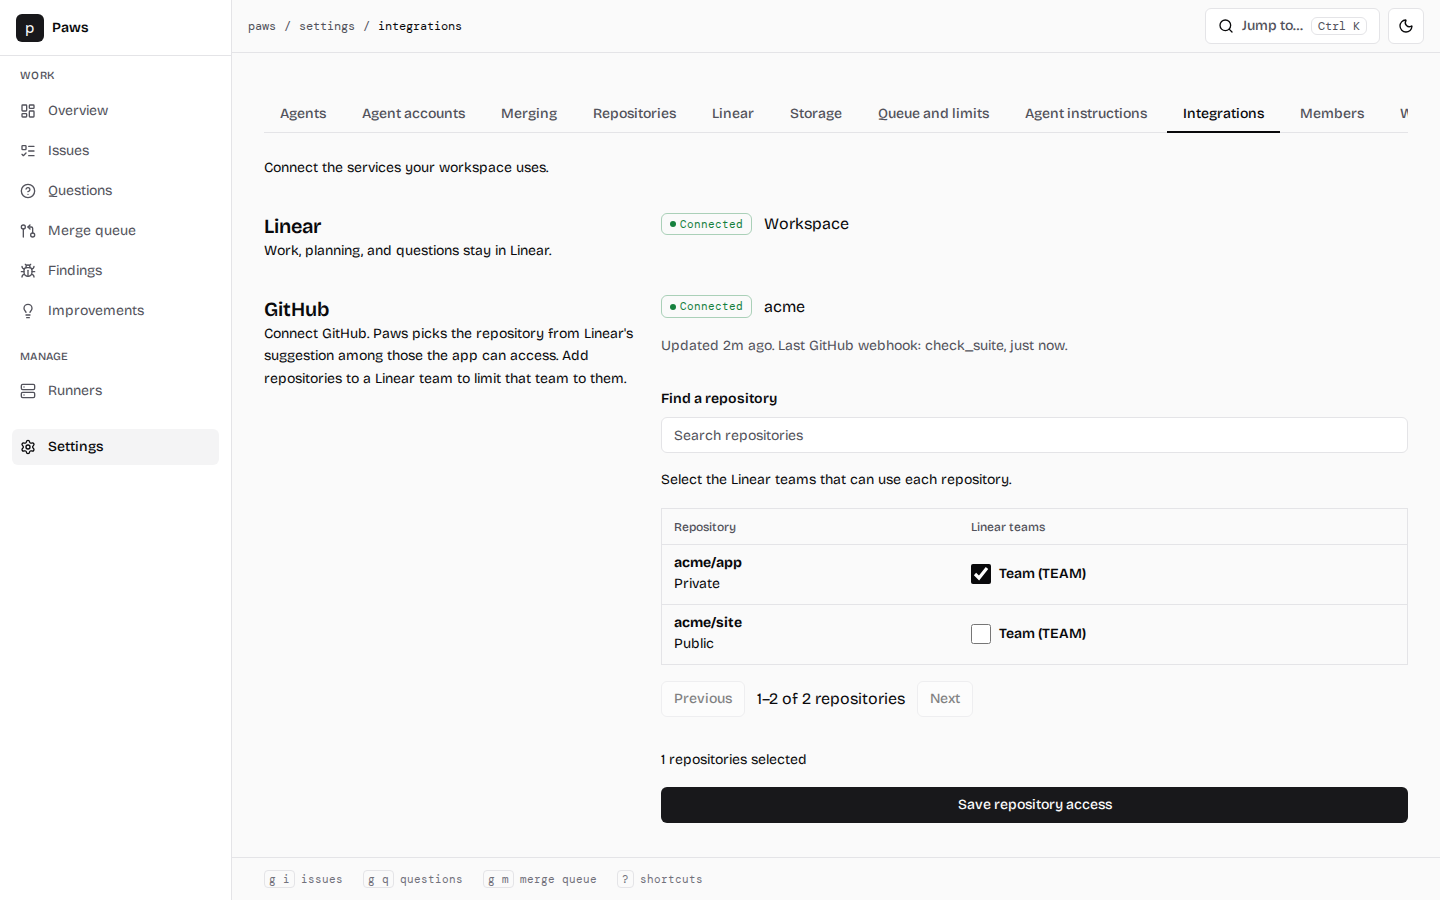 p Paws
paws / settings / integrations
Jump to... Ctrl K
WORK
Overview
Issues
Questions
Merge queue
Findings
Improvements
MANAGE
Runners
Settings
Agents Agent accounts Merging Repositories Linear Storage Queue and limits Agent instructions Integrations Members
Connect the services your workspace uses.
Linear
Work, planning, and questions stay in Linear.
Connected Workspace
GitHub
Connect GitHub. Paws picks the repository from Linear's
suggestion among those the app can access. Add
repositories to a Linear team to limit that team to them.
Connected acme
Updated 2m ago. Last GitHub webhook: check_suite, just now.
Find a repository
Search repositories
Select the Linear teams that can use each repository.
Repository Linear teams
acme/app
Private
Team (TEAM)
acme/site
Public
Team (TEAM)
Previous 1–2 of 2 repositories Next
1 repositories selected
Save repository access
g i issues g q questions g m merge queue ? shortcuts